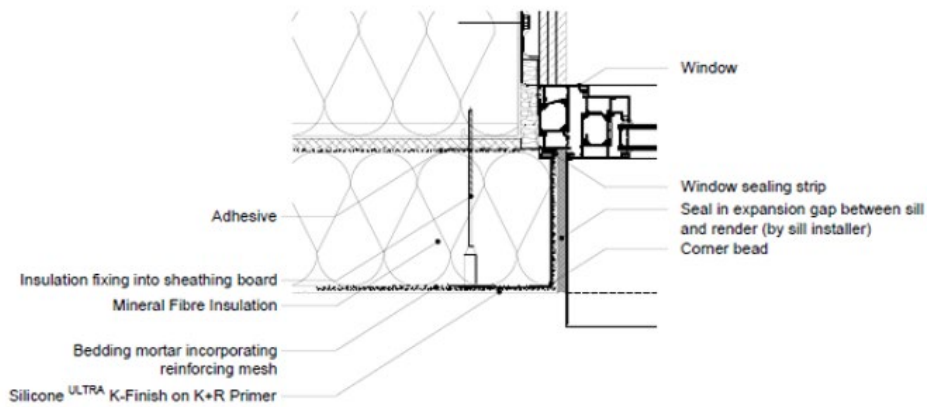 Window
Window sealing strip
Adhesive
Seal in expansion gap between sill
and render (by sill installer)
Corner bead
Insulation fixing into sheathing board
Mineral Fibre Insulation
Bedding mortar incorporating
reinforcing mesh
Silicone ULTRA K-Finish on K+R Primer